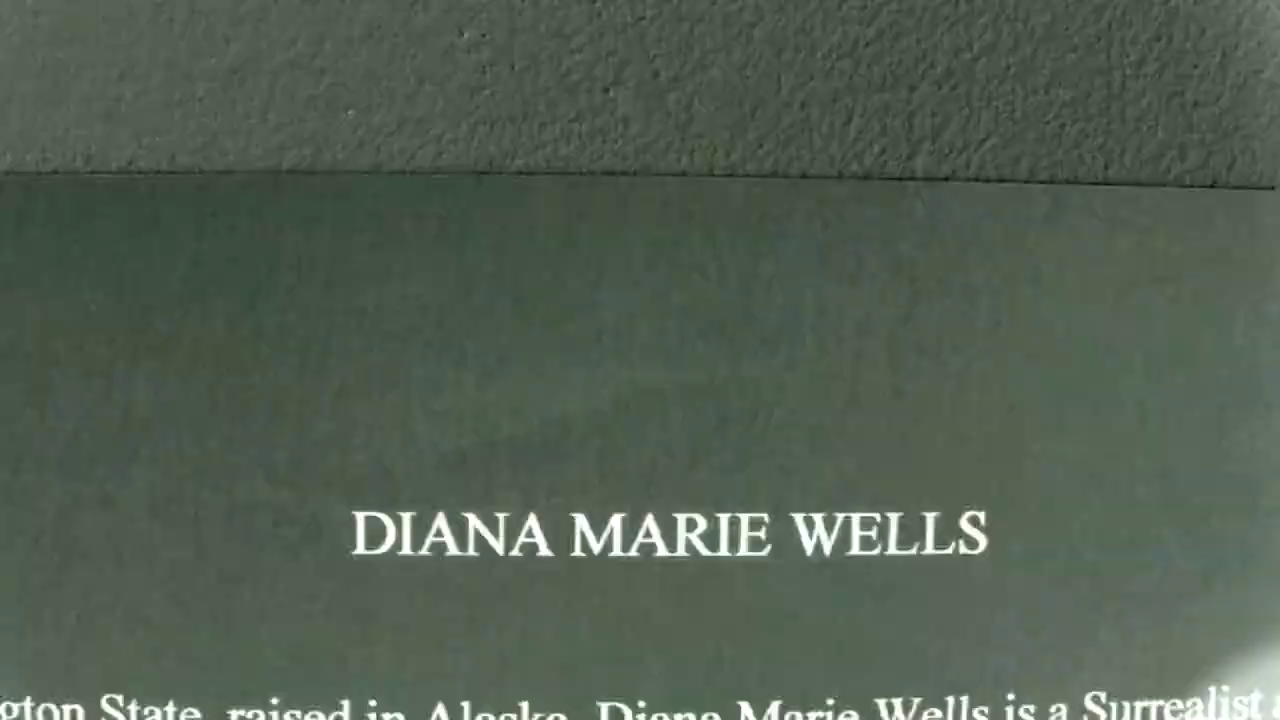 DIANA MARIE WELLS
State, raised in Alaska, Diana Marie Wells is a Surrealist